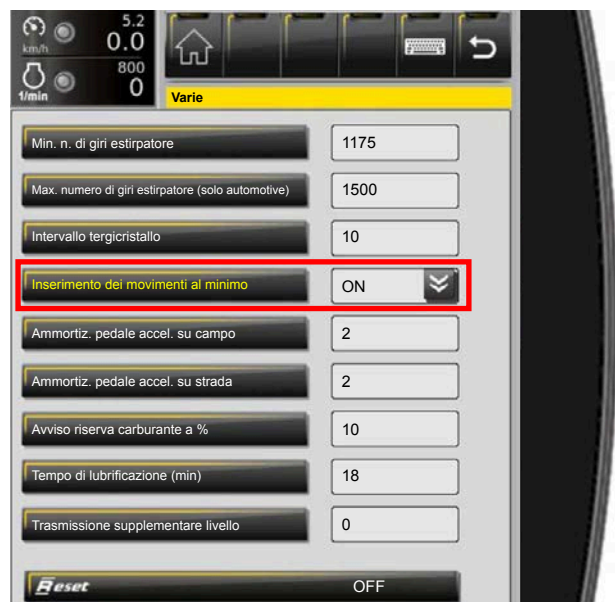 5.2
km/h 0.0
800
1/min 0
Varie
Min. n. di giri estirpatore 1175
Max. numero di giri estirpatore (solo automotive) 1500
Intervallo tergicristallo 10
Inserimento dei movimenti al minimo ON
Ammortiz. pedale accel. su campo 2
Ammortiz. pedale accel. su strada 2
Avviso riserva carburante a % 10
Tempo di lubrificazione (min) 18
Trasmissione supplementare livello 0
Reset OFF